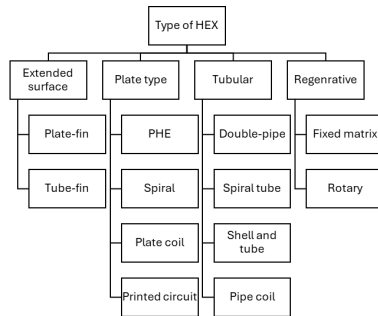 Type of HEX
Extended
surface
Plate type
Tubular
Regenrative
Plate-fin
PHE
Double-pipe
Fixed matrix
Tube-fin
Spiral
Spiral tube
Rotary
Plate coil
Shell and
tube
Printed circuit
Pipe coil